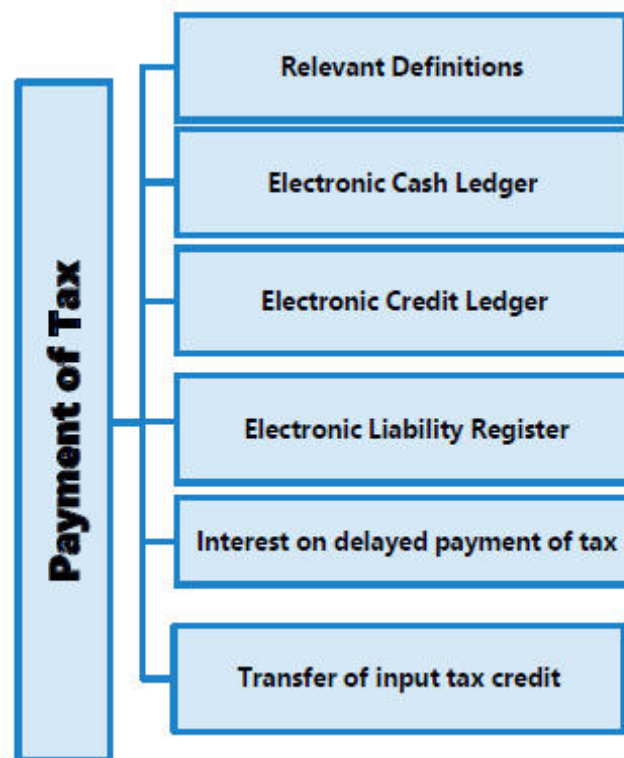 Payment of Tax
Relevant Definitions
Electronic Cash Ledger
Electronic Credit Ledger
Electronic Liability Register
Interest on delayed payment of tax
Transfer of input tax credit